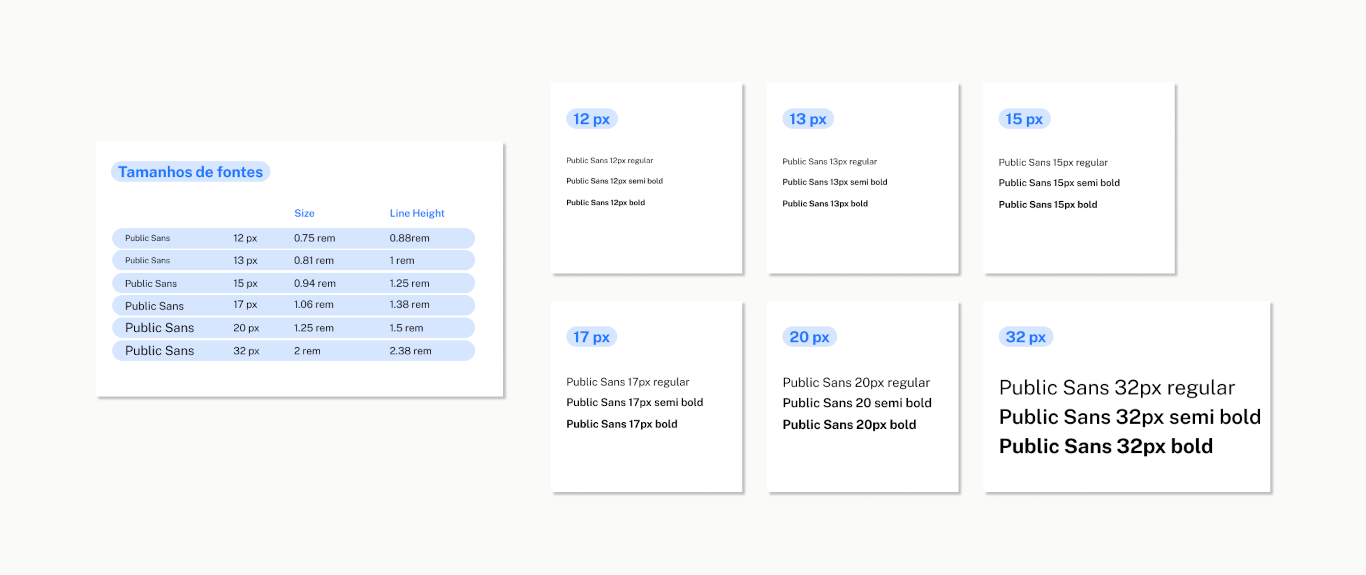 Tamanhos de fontes
Size Line Height
Public Sans 12 px 0.75 rem 0.88rem
Public Sans 13 px 0.81 rem 1 rem
Public Sans 15 px 0.94 rem 1.25 rem
Public Sans 17 px 1.06 rem 1.38 rem
Public Sans 20 px 1.25 rem 1.5 rem
Public Sans 32 px 2 rem 2.38 rem
12 px
Public Sans 12px regular
Public Sans 12px semi bold
Public Sans 12px bold
13 px
Public Sans 13px regular
Public Sans 13px semi bold
Public Sans 13px bold
15 px
Public Sans 15px regular
Public Sans 15px semi bold
Public Sans 15px bold
17 px
Public Sans 17px regular
Public Sans 17px semi bold
Public Sans 17px bold
20 px
Public Sans 20px regular
Public Sans 20 semi bold
Public Sans 20px bold
32 px
Public Sans 32px regular
Public Sans 32px semi bold
Public Sans 32px bold